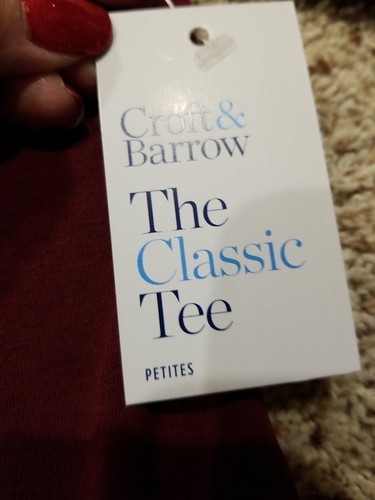 Croft&
Barrow
The
Classic
Tee
PETITES